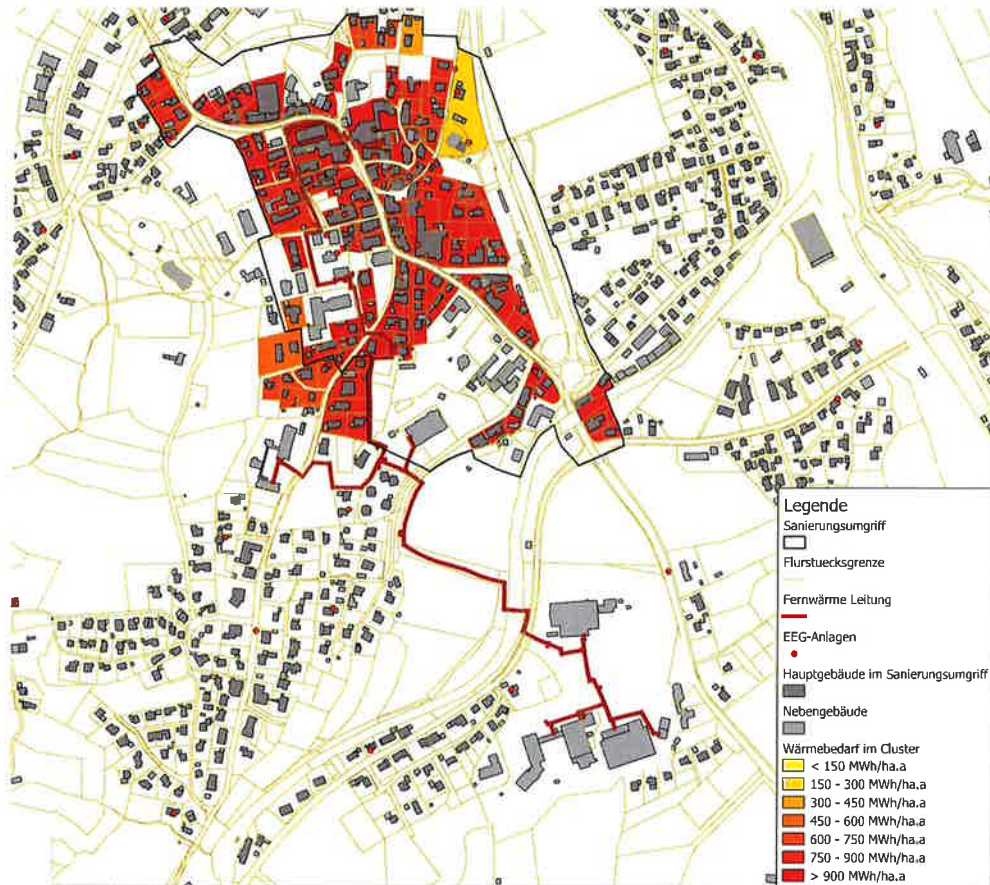 Legende
Sanierungsumgriff
Flurstuecksgrenze
Fernwärme Leitung
EEG-Anlagen
Hauptgebäude im Sanierungsumgriff
Nebengebäude
Wärmebedarf im Cluster
< 150 MWh/ha.a
150 - 300 MWh/ha.a
300 - 450 MWh/ha.a
450 - 600 MWh/ha.a
600 - 750 MWh/ha.a
750 - 900 MWh/ha.a
> 900 MWh/ha.a